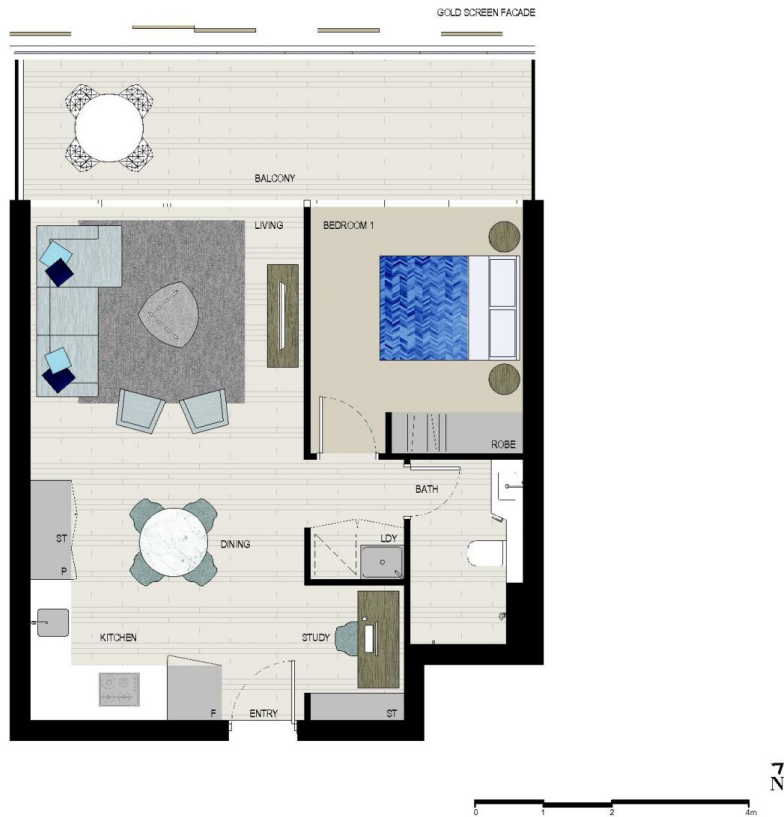 GOLD SCREEN FACADE
BALCONY
LIVING
BEDROOM 1
ROBE
BATH
ST
P
DINING
LDY
KITCHEN
STUDY
F
ENTRY
ST
N
0 1 2 4m